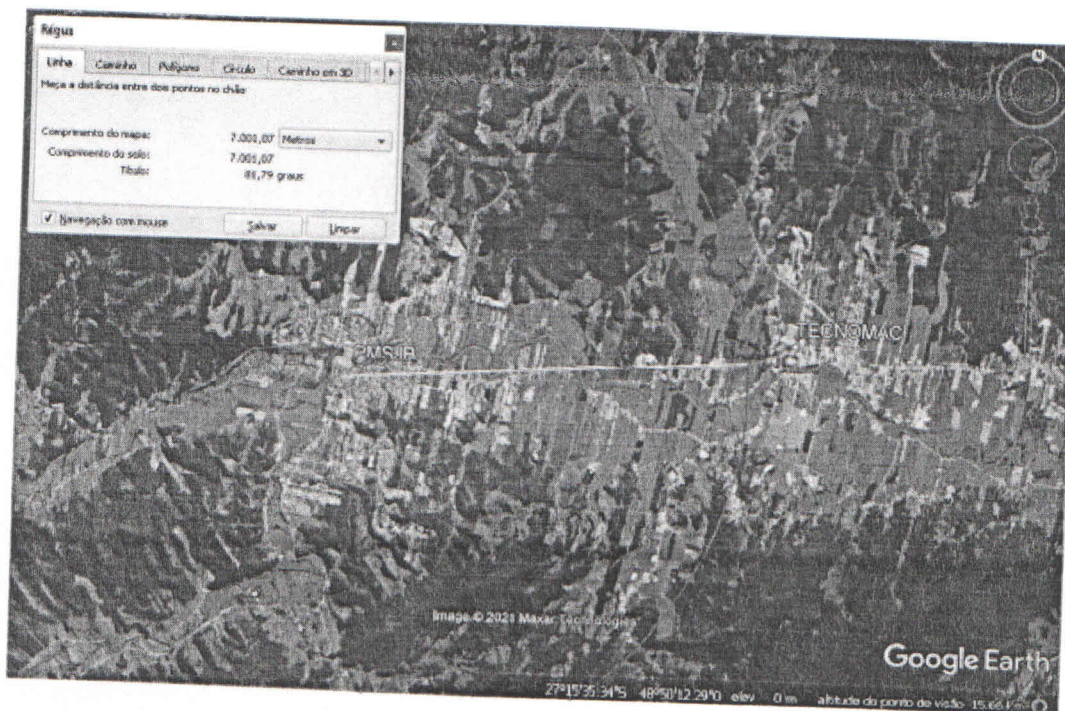 Régua
Linha Caminho Polígono Círculo Caminho em 3D
Meça a distância entre dois pontos no chão
Comprimento do mapa: 7.001,07 Metros
Comprimento do solo: 7.001,07
Título: 81,79 graus
Navegação com mouse Salvar Limpar
TECNOMAC
PMSJB
Image © 2021 Maxar Technologies
Google Earth
27°15'35.34"S 48°50'12.29"O elev 0 m altitude do ponto de visão 15.66 km